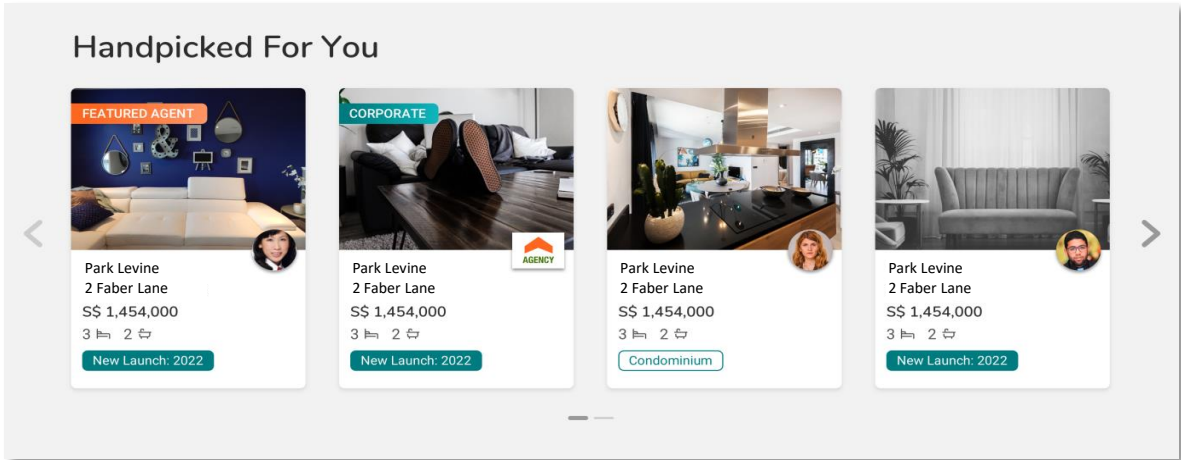 Handpicked For You
FEATURED AGENT
&
Park Levine
2 Faber Lane
S$ 1,454,000
3 2
New Launch: 2022
CORPORATE
AGENCY
Park Levine
2 Faber Lane
S$ 1,454,000
3 2
New Launch: 2022
Park Levine
2 Faber Lane
S$ 1,454,000
3 2
Condominium
Park Levine
2 Faber Lane
S$ 1,454,000
3 2
New Launch: 2022